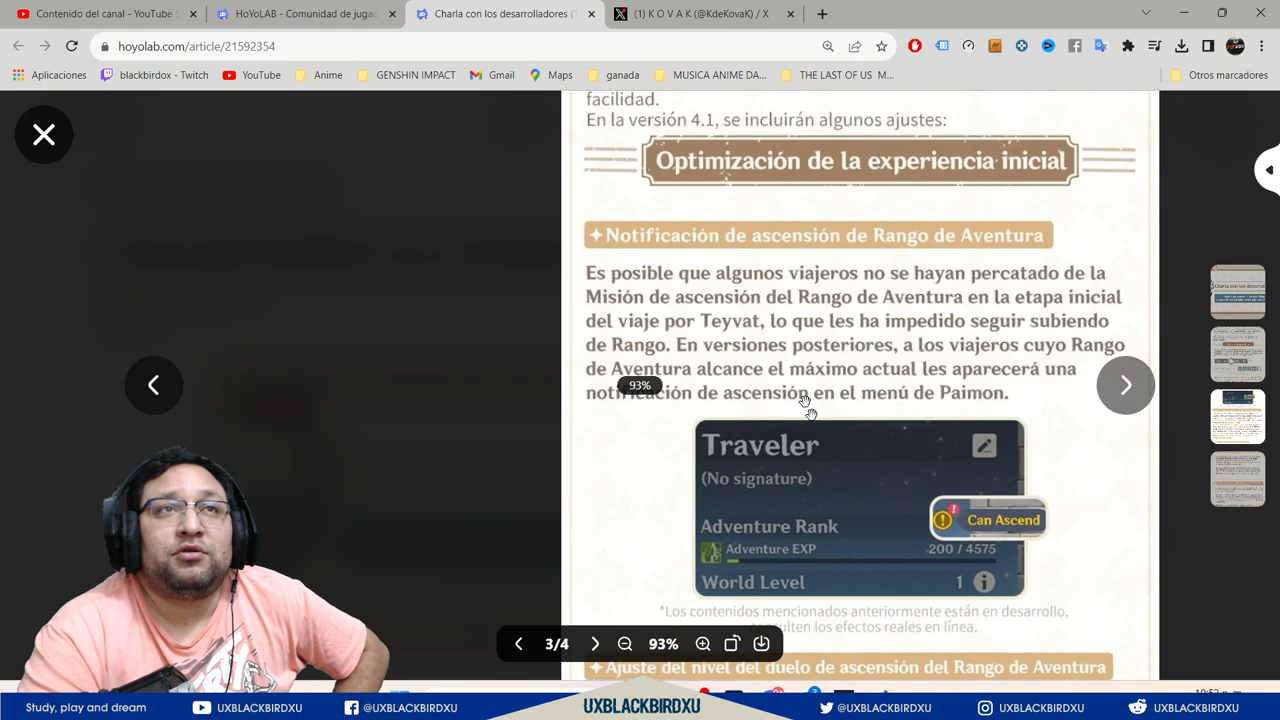 Contenido del canal - YouTube S
HoYoLAB - Comunidad de jugad
Charla con los desarrolladores (1
(1) K O V A K (@KdeKovaK) / X
hoyolab.com/article/21592354
Aplicaciones
blackbirdox - Twitch
YouTube
Anime
GENSHIN IMPACT
Gmail
Maps
ganada
MUSICA ANIME DA...
THE LAST OF US M...
Otros marcadores
facilidad.
En la versión 4.1, se incluirán algunos ajustes:
Optimización de la experiencia inicial
Notificación de ascensión de Rango de Aventura
Es posible que algunos viajeros no se hayan percatado de la
Misión de ascensión del Rango de Aventura en la etapa inicial
del viaje por Teyvat, lo que les ha impedido seguir subiendo
de Rango. En versiones posteriores, a los viajeros cuyo Rango
de Aventura alcance el máximo actual les aparecerá una
notificación de ascensión en el menú de Paimon.
93%
Traveler
(No signature)
Can Ascend
Adventure Rank
Adventure EXP 200 / 4575
World Level 1
*Los contenidos mencionados anteriormente están en desarrollo,
consulten los efectos reales en línea.
3/4
93%
Ajuste del nivel del duelo de ascensión del Rango de Aventura
Study, play and dream
UXBLACKBIRDXU
@UXBLACKBIRDXU
UXBLACKBIRDXU
@UXBLACKBIRDXU
UXBLACKBIRDXU
UXBLACKBIRDXU